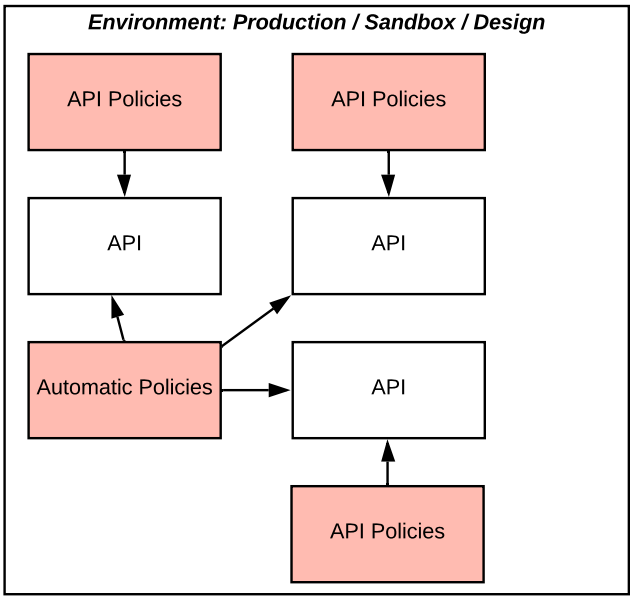 Environment: Production / Sandbox / Design
API Policies
API Policies
API
API
Automatic Policies
API
API Policies